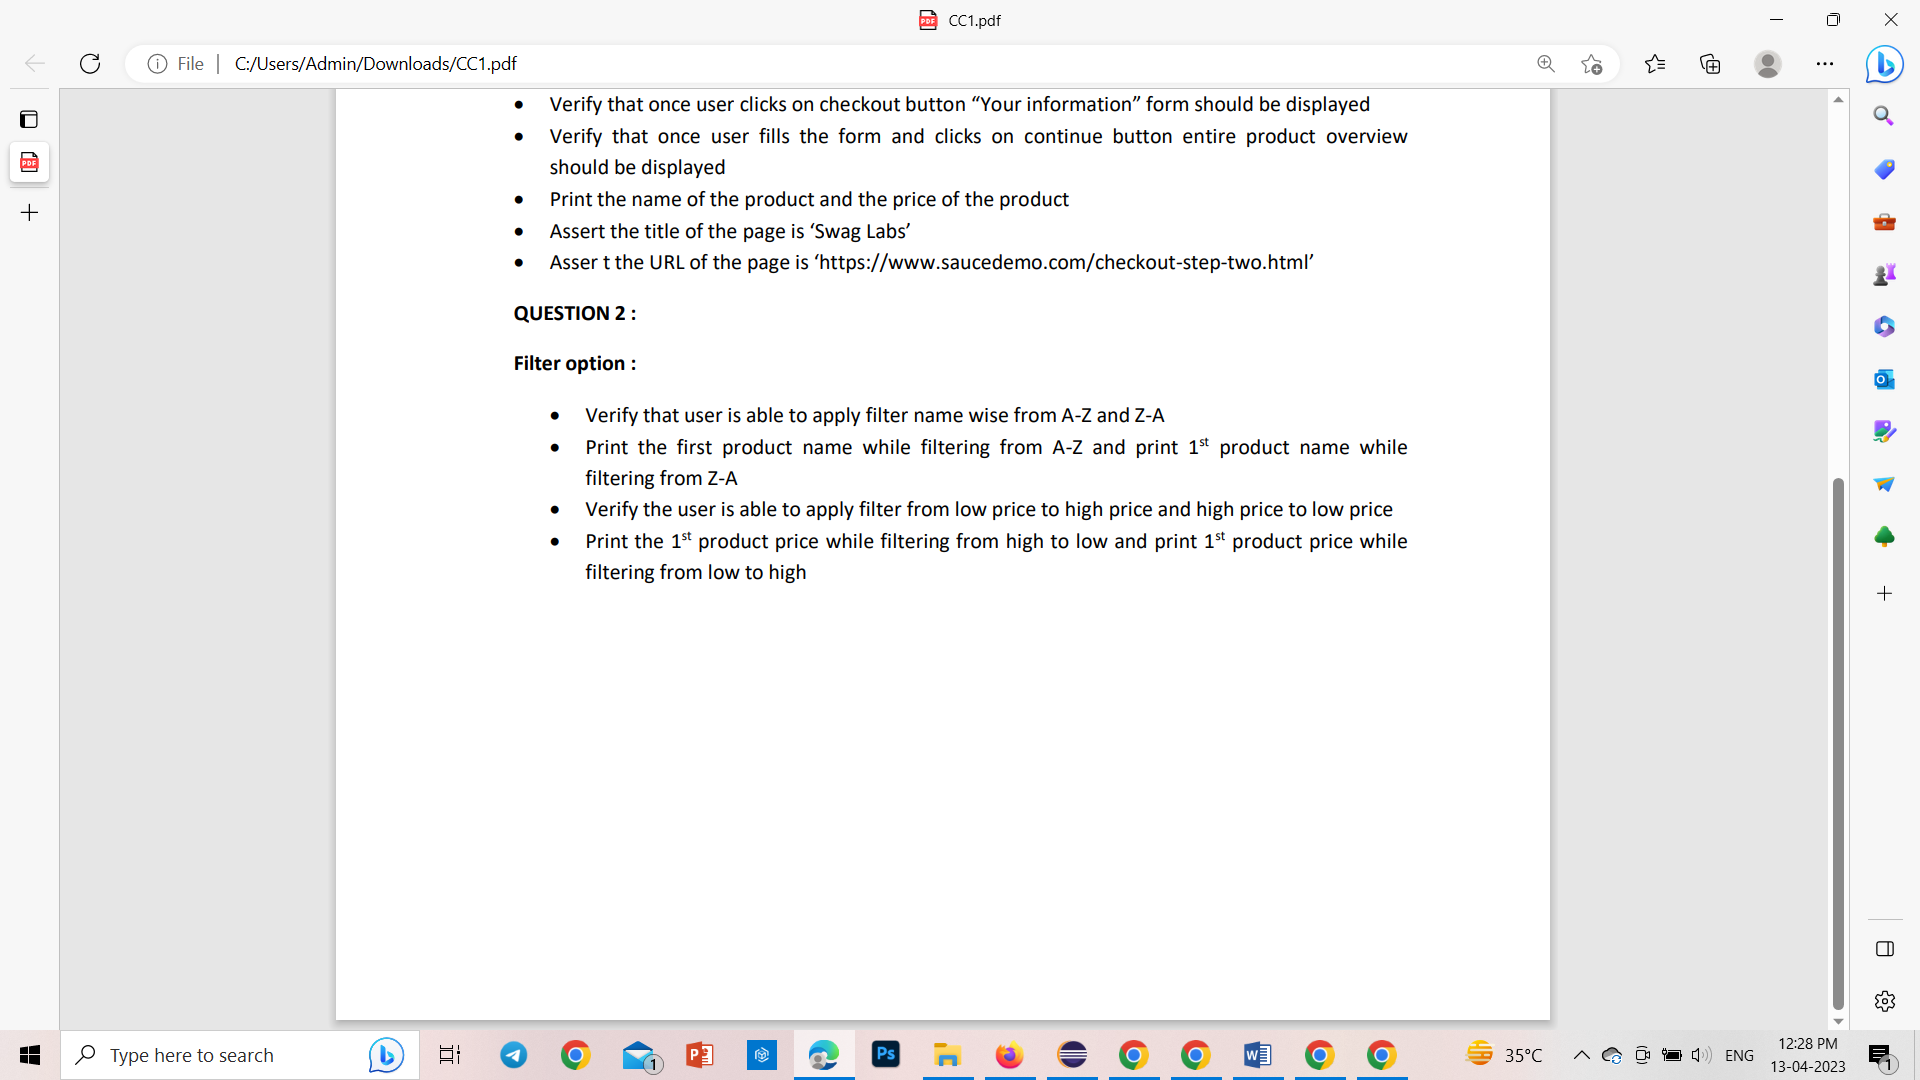 CC1.pdf
File
C:/Users/Admin/Downloads/CC1.pdf
• Verify that once user clicks on checkout button “Your information” form should be displayed
• Verify that once user fills the form and clicks on continue button entire product overview
should be displayed
• Print the name of the product and the price of the product
• Assert the title of the page is ‘Swag Labs’
• Asser t the URL of the page is ‘https://www.saucedemo.com/checkout-step-two.html’
QUESTION 2 :
Filter option :
• Verify that user is able to apply filter name wise from A-Z and Z-A
• Print the first product name while filtering from A-Z and print 1st product name while
filtering from Z-A
• Verify the user is able to apply filter from low price to high price and high price to low price
• Print the 1st product price while filtering from high to low and print 1st product price while
filtering from low to high
Type here to search
1
Ps
35°C
ENG
12:28 PM
13-04-2023
1